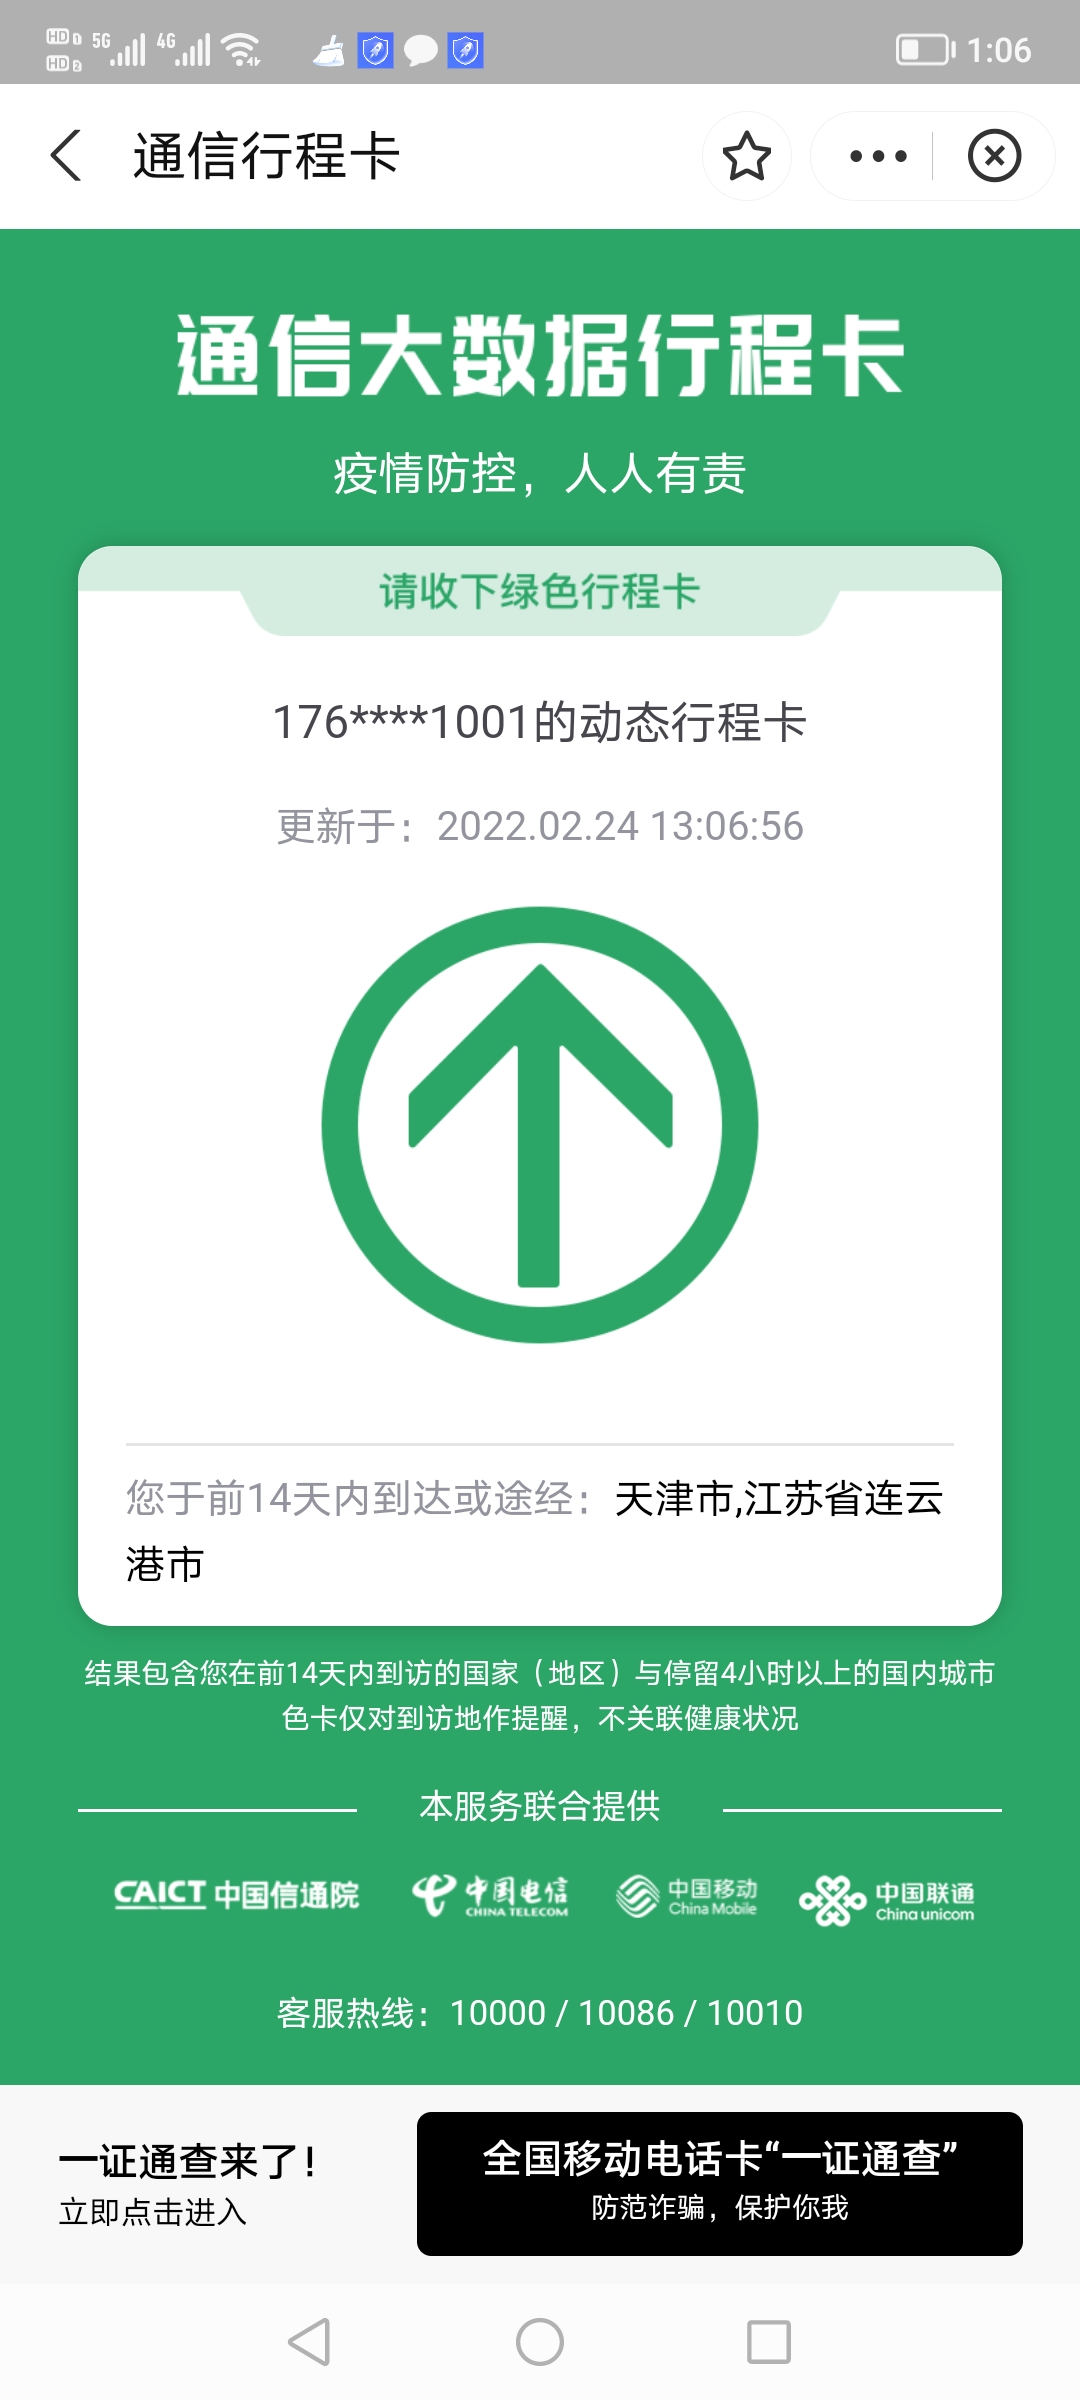 HD 1 5G 4G
HD 2
1:06
通信行程卡
通信大数据行程卡
疫情防控，人人有责
请收下绿色行程卡
176****1001的动态行程卡
更新于：2022.02.24 13:06:56
您于前14天内到达或途经：天津市,江苏省连云
港市
结果包含您在前14天内到访的国家（地区）与停留4小时以上的国内城市
色卡仅对到访地作提醒，不关联健康状况
本服务联合提供
CAICT 中国信通院 中国电信 CHINA TELECOM 中国移动 China Mobile 中国联通 China unicom
客服热线：10000 / 10086 / 10010
一证通查来了！
立即点击进入
全国移动电话卡“一证通查”
防范诈骗，保护你我